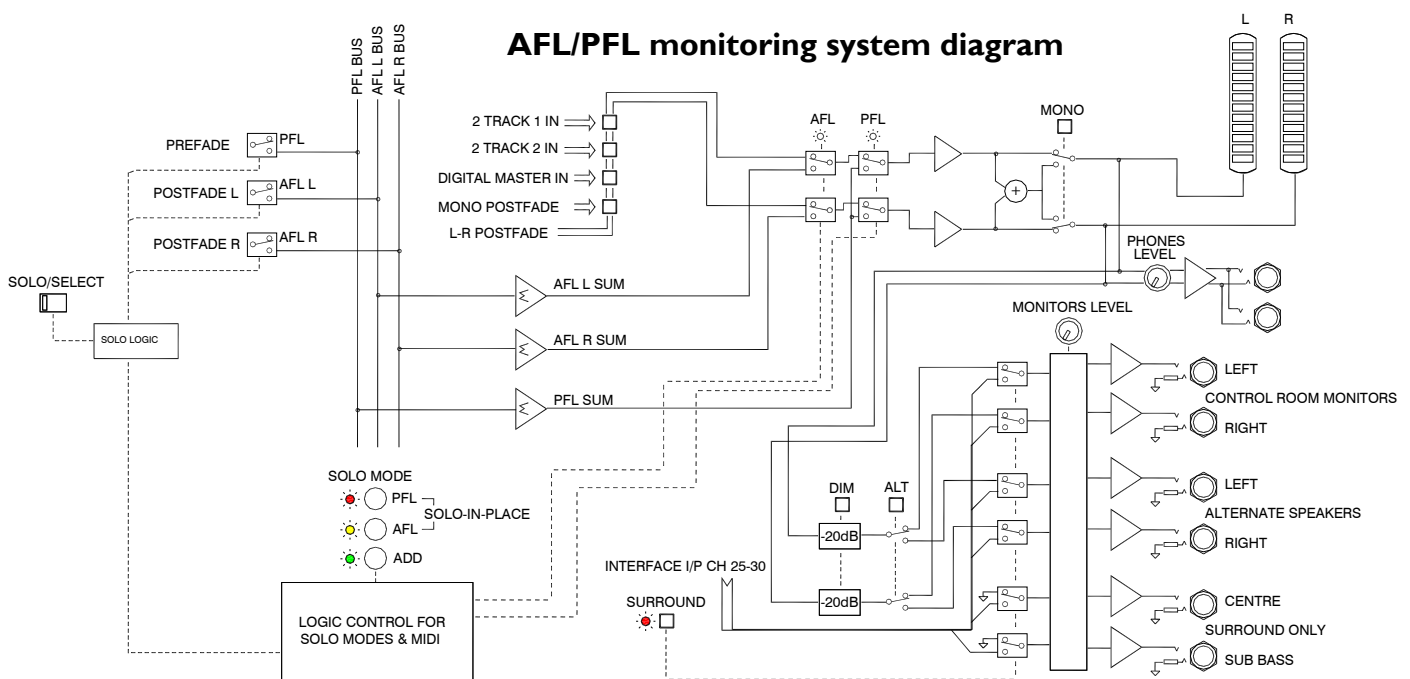 AFL/PFL monitoring system diagram
L R
PFL BUS
AFL L BUS
AFL R BUS
PREFADE
PFL
POSTFADE L
AFL L
POSTFADE R
AFL R
SOLO/SELECT
SOLO LOGIC
2 TRACK 1 IN
2 TRACK 2 IN
DIGITAL MASTER IN
MONO POSTFADE
L-R POSTFADE
AFL
PFL
MONO
+
PHONES
LEVEL
Σ
AFL L SUM
Σ
AFL R SUM
Σ
PFL SUM
MONITORS LEVEL
LEFT
CONTROL ROOM MONITORS
RIGHT
LEFT
ALTERNATE SPEAKERS
RIGHT
CENTRE
SURROUND ONLY
SUB BASS
SOLO MODE
PFL
SOLO-IN-PLACE
AFL
ADD
LOGIC CONTROL FOR
SOLO MODES & MIDI
DIM
ALT
-20dB
-20dB
INTERFACE I/P CH 25-30
SURROUND